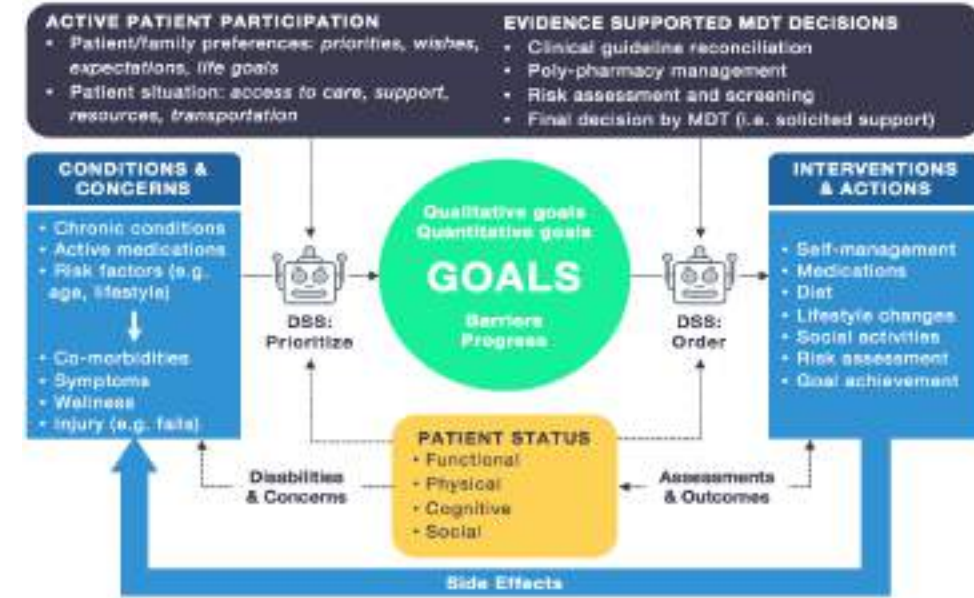 ACTIVE PATIENT PARTICIPATION
• Patient/family preferences: priorities, wishes,
expectations, life goals
• Patient situation: access to care, support,
resources, transportation
EVIDENCE SUPPORTED MDT DECISIONS
• Clinical guideline reconciliation
• Poly-pharmacy management
• Risk assessment and screening
• Final decision by MDT (i.e. solicited support)
CONDITIONS &
CONCERNS
• Chronic conditions
• Active medications
• Risk factors (e.g.
age, lifestyle)
• Co-morbidities
• Symptoms
• Wellness
• Injury (e.g. falls)
DSS:
Prioritize
Qualitative goals
Quantitative goals
GOALS
Barriers
Progress
DSS:
Order
INTERVENTIONS
& ACTIONS
• Self-management
• Medications
• Diet
• Lifestyle changes
• Social activities
• Risk assessment
• Goal achievement
PATIENT STATUS
• Functional
• Physical
• Cognitive
• Social
Disabilities
& Concerns
Assessments
& Outcomes
Side Effects